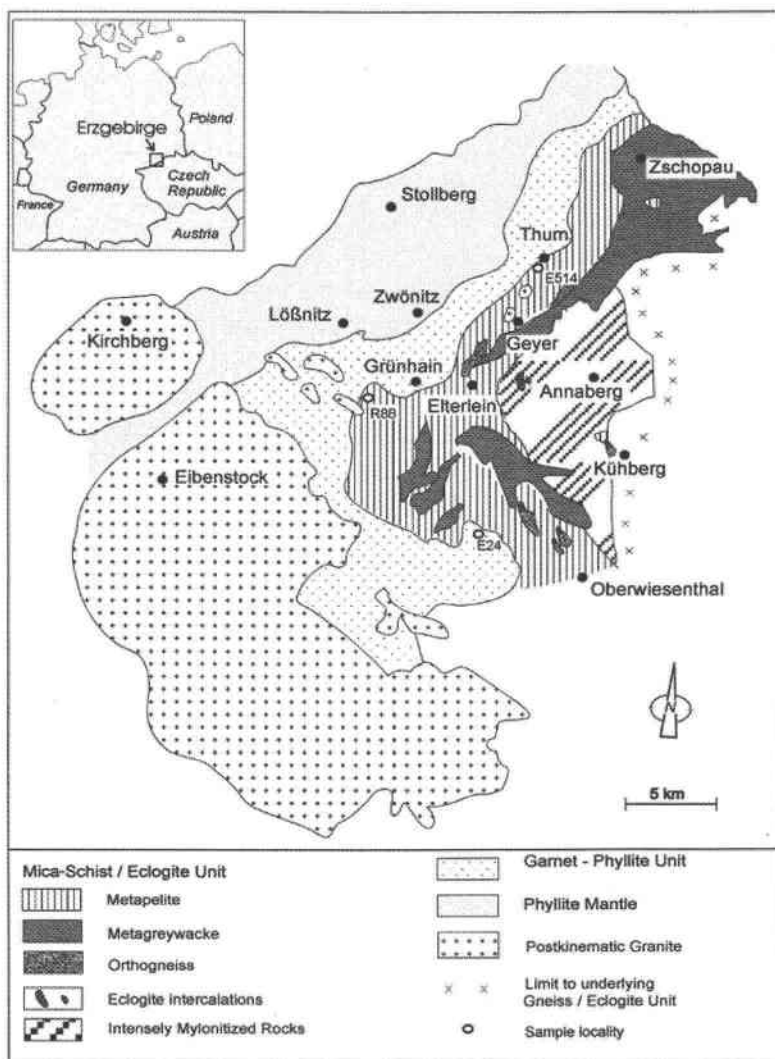 Poland
Erzgebirge
Germany
Czech
Republic
France
Austria
Zschopau
Stollberg
Thum
E514
Zwönitz
Lößnitz
Kirchberg
Geyer
Grünhain
Annaberg
Elterlein
R88
Kühberg
Eibenstock
E24
Oberwiesenthal
5 km
Mica-Schist / Eclogite Unit
Metapelite
Metagreywacke
Orthogneiss
Eclogite intercalations
Intensely Mylonitized Rocks
Garnet - Phyllite Unit
Phyllite Mantle
Postkinematic Granite
Limit to underlying
Gneiss / Eclogite Unit
Sample locality